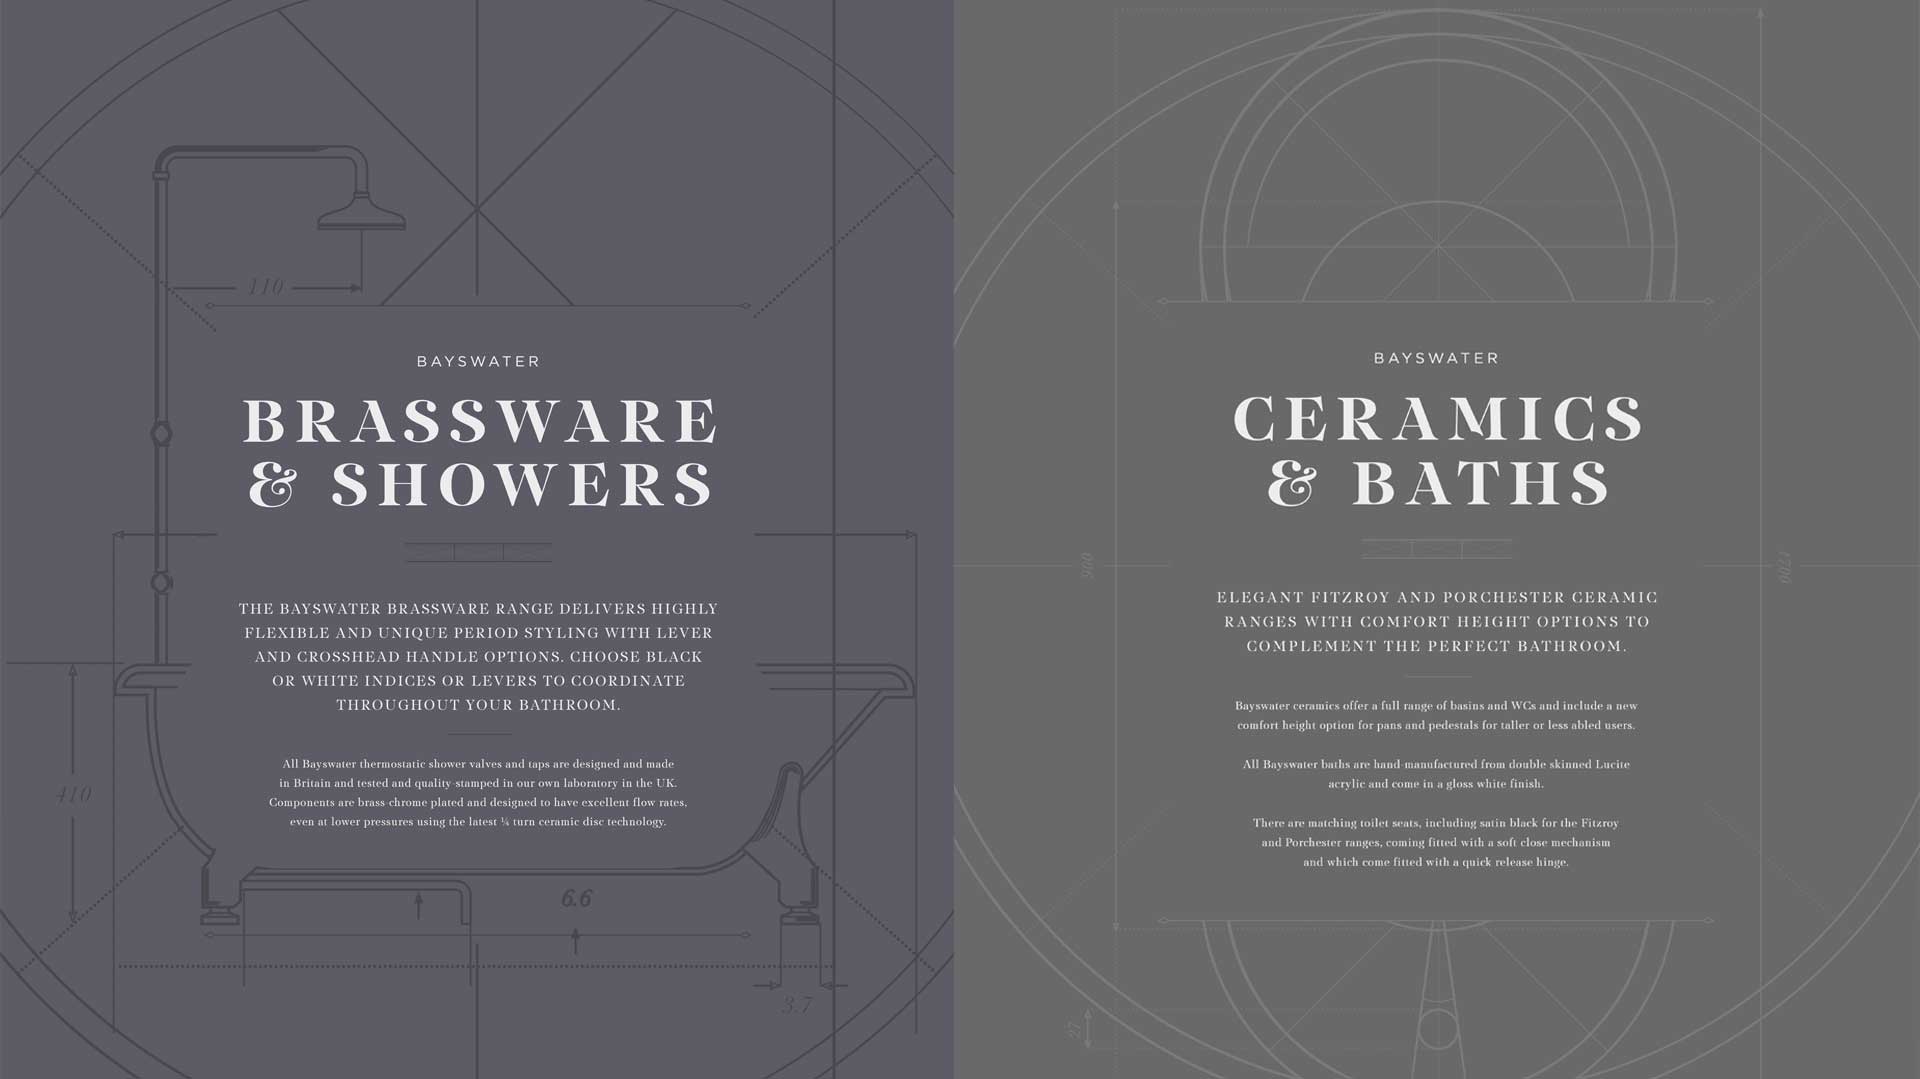 110
BAYSWATER
BRASSWARE
& SHOWERS
THE BAYSWATER BRASSWARE RANGE DELIVERS HIGHLY
FLEXIBLE AND UNIQUE PERIOD STYLING WITH LEVER
AND CROSSHEAD HANDLE OPTIONS. CHOOSE BLACK
OR WHITE INDICES OR LEVERS TO COORDINATE
THROUGHOUT YOUR BATHROOM.
All Bayswater thermostatic shower valves and taps are designed and made
in Britain and tested and quality-stamped in our own laboratory in the UK.
Components are brass-chrome plated and designed to have excellent flow rates,
even at lower pressures using the latest ¼ turn ceramic disc technology.
410
6.6
3.7
BAYSWATER
CERAMICS
& BATHS
900
1700
ELEGANT FITZROY AND PORCHESTER CERAMIC
RANGES WITH COMFORT HEIGHT OPTIONS TO
COMPLEMENT THE PERFECT BATHROOM.
Bayswater ceramics offer a full range of basins and WCs and include a new
comfort height option for pans and pedestals for taller or less abled users.
All Bayswater baths are hand-manufactured from double skinned Lucite
acrylic and come in a gloss white finish.
There are matching toilet seats, including satin black for the Fitzroy
and Porchester ranges, coming fitted with a soft close mechanism
and which come fitted with a quick release hinge.
27